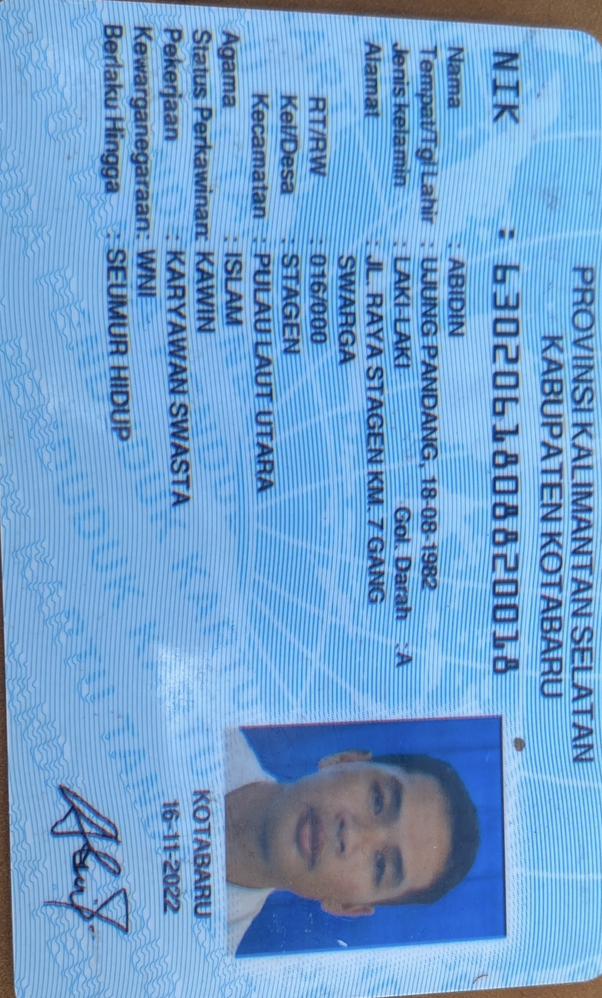 PROVINSI KALIMANTAN SELATAN
KABUPATEN KOTABARU
NIK : 6302061808820018
Nama : ABIDIN
Tempat/Tgl Lahir : UJUNG PANDANG, 18-08-1982
Jenis kelamin : LAKI-LAKI Gol. Darah : A
Alamat : JL. RAYA STAGEN KM. 7 GANG
SWARGA
RT/RW : 016/000
Kel/Desa : STAGEN
Kecamatan : PULAU LAUT UTARA
Agama : ISLAM
Status Perkawinan: KAWIN
Pekerjaan : KARYAWAN SWASTA
Kewarganegaraan: WNI
Berlaku Hingga : SEUMUR HIDUP
KOTABARU
16-11-2022